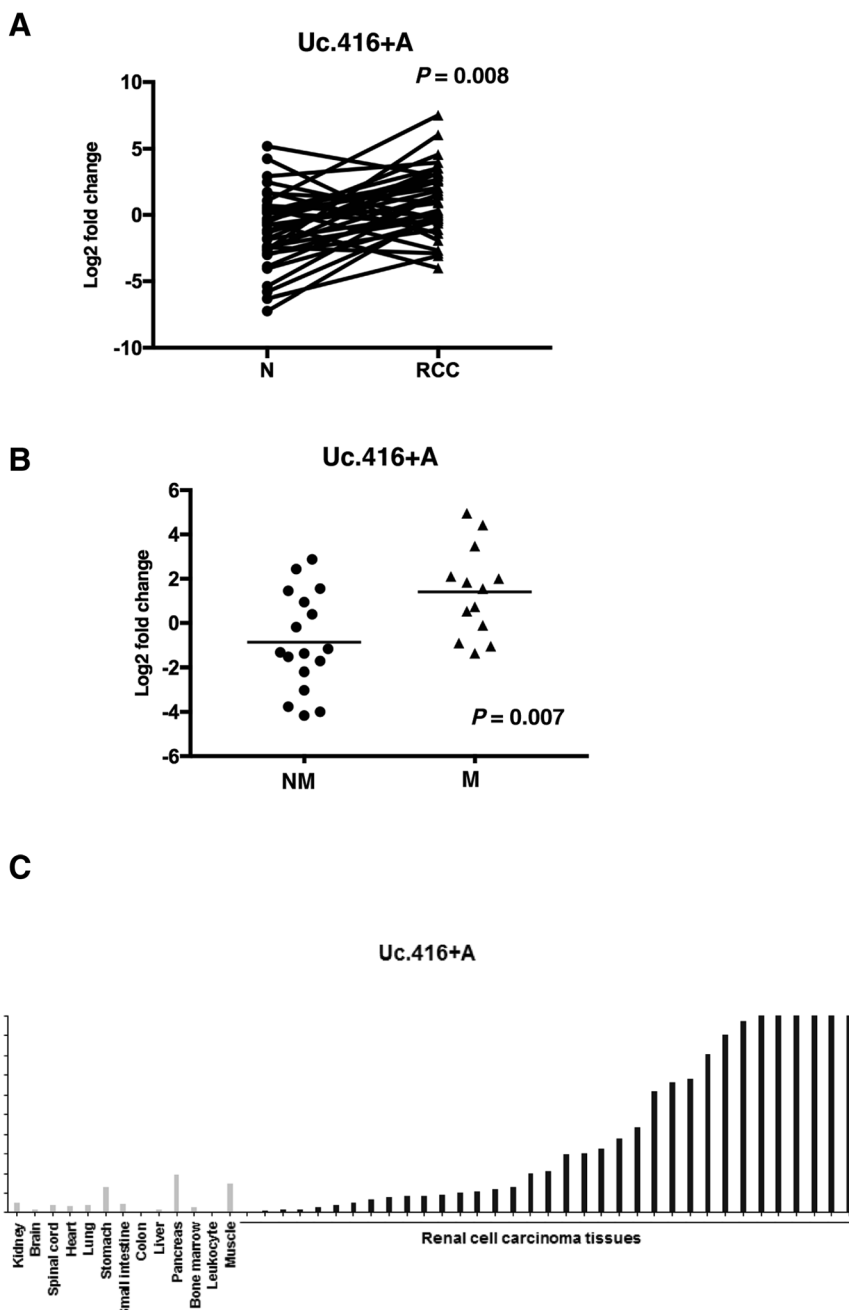 A
Uc.416+A
P = 0.008
10
5
0
-5
-10
Log2 fold change
N
RCC
B
Uc.416+A
6
4
2
0
-2
-4
-6
Log2 fold change
P = 0.007
NM
M
C
Uc.416+A
Kidney
Brain
Spinal cord
Heart
Lung
Stomach
Small intestine
Colon
Liver
Pancreas
Bone marrow
Leukocyte
Muscle
Renal cell carcinoma tissues